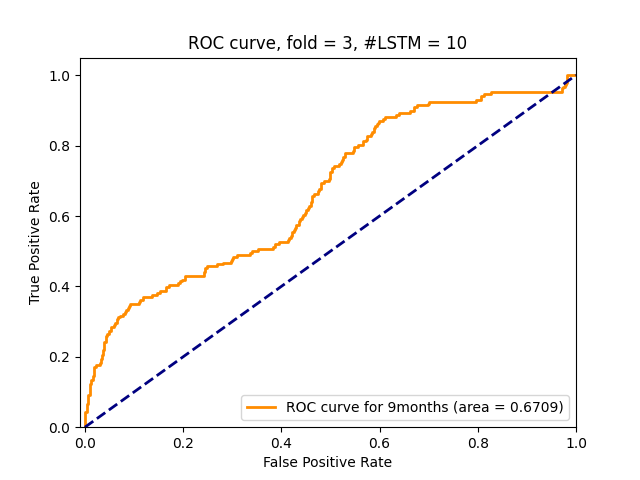 ROC curve, fold = 3, #LSTM = 10
True Positive Rate
1.0
0.8
0.6
0.4
0.2
0.0
ROC curve for 9months (area = 0.6709)
0.0 0.2 0.4 0.6 0.8 1.0
False Positive Rate